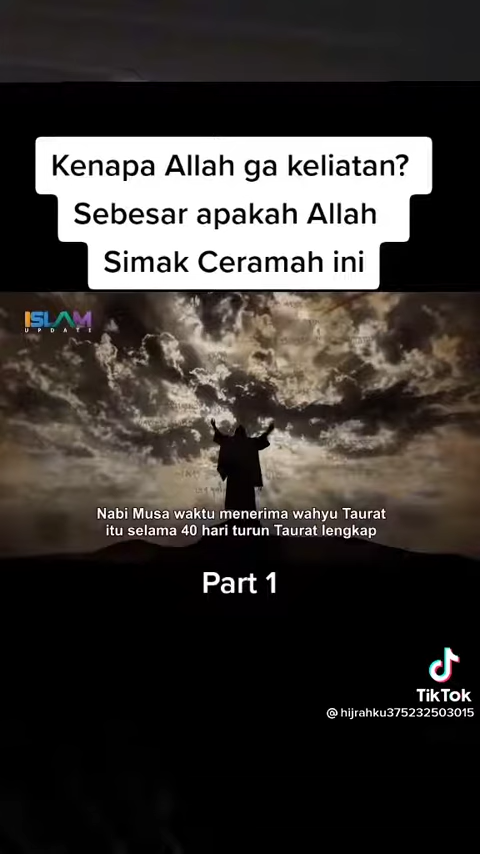 Kenapa Allah ga keliatan?
Sebesar apakah Allah
Simak Ceramah ini
ISLAM
UPDATE
Nabi Musa waktu menerima wahyu Taurat
itu selama 40 hari turun Taurat lengkap
Part 1
TikTok
@hijrahku375232503015